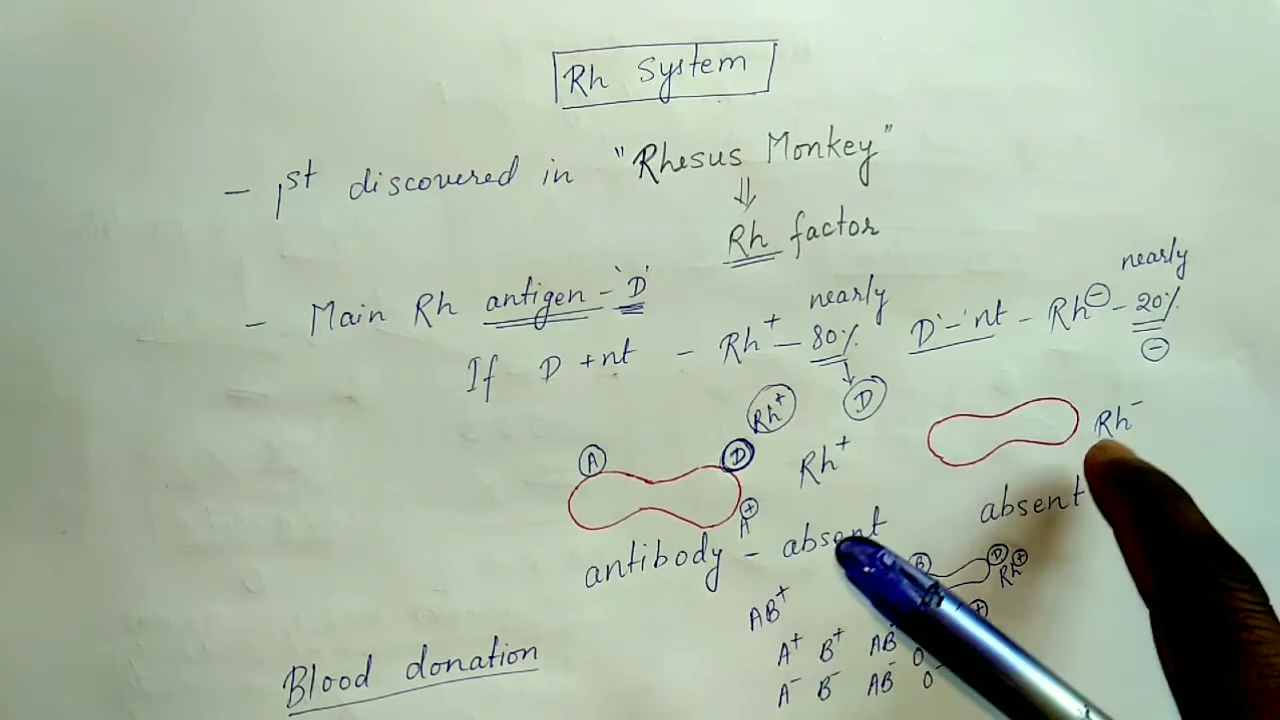 Rh System
- 1st discovered in "Rhesus Monkey"
⇓
Rh factor
- Main Rh antigen - 'D'
nearly
nearly
If D +nt - Rh+ - 80% D '-' nt - Rh⊖ - 20%
↓
⊖
D
Rh+
A D Rh+ Rh-
A⊕
antibody - absent absent
B D Rh⊕
AB+
A+ B+ AB
A- B- AB- O-
Blood donation